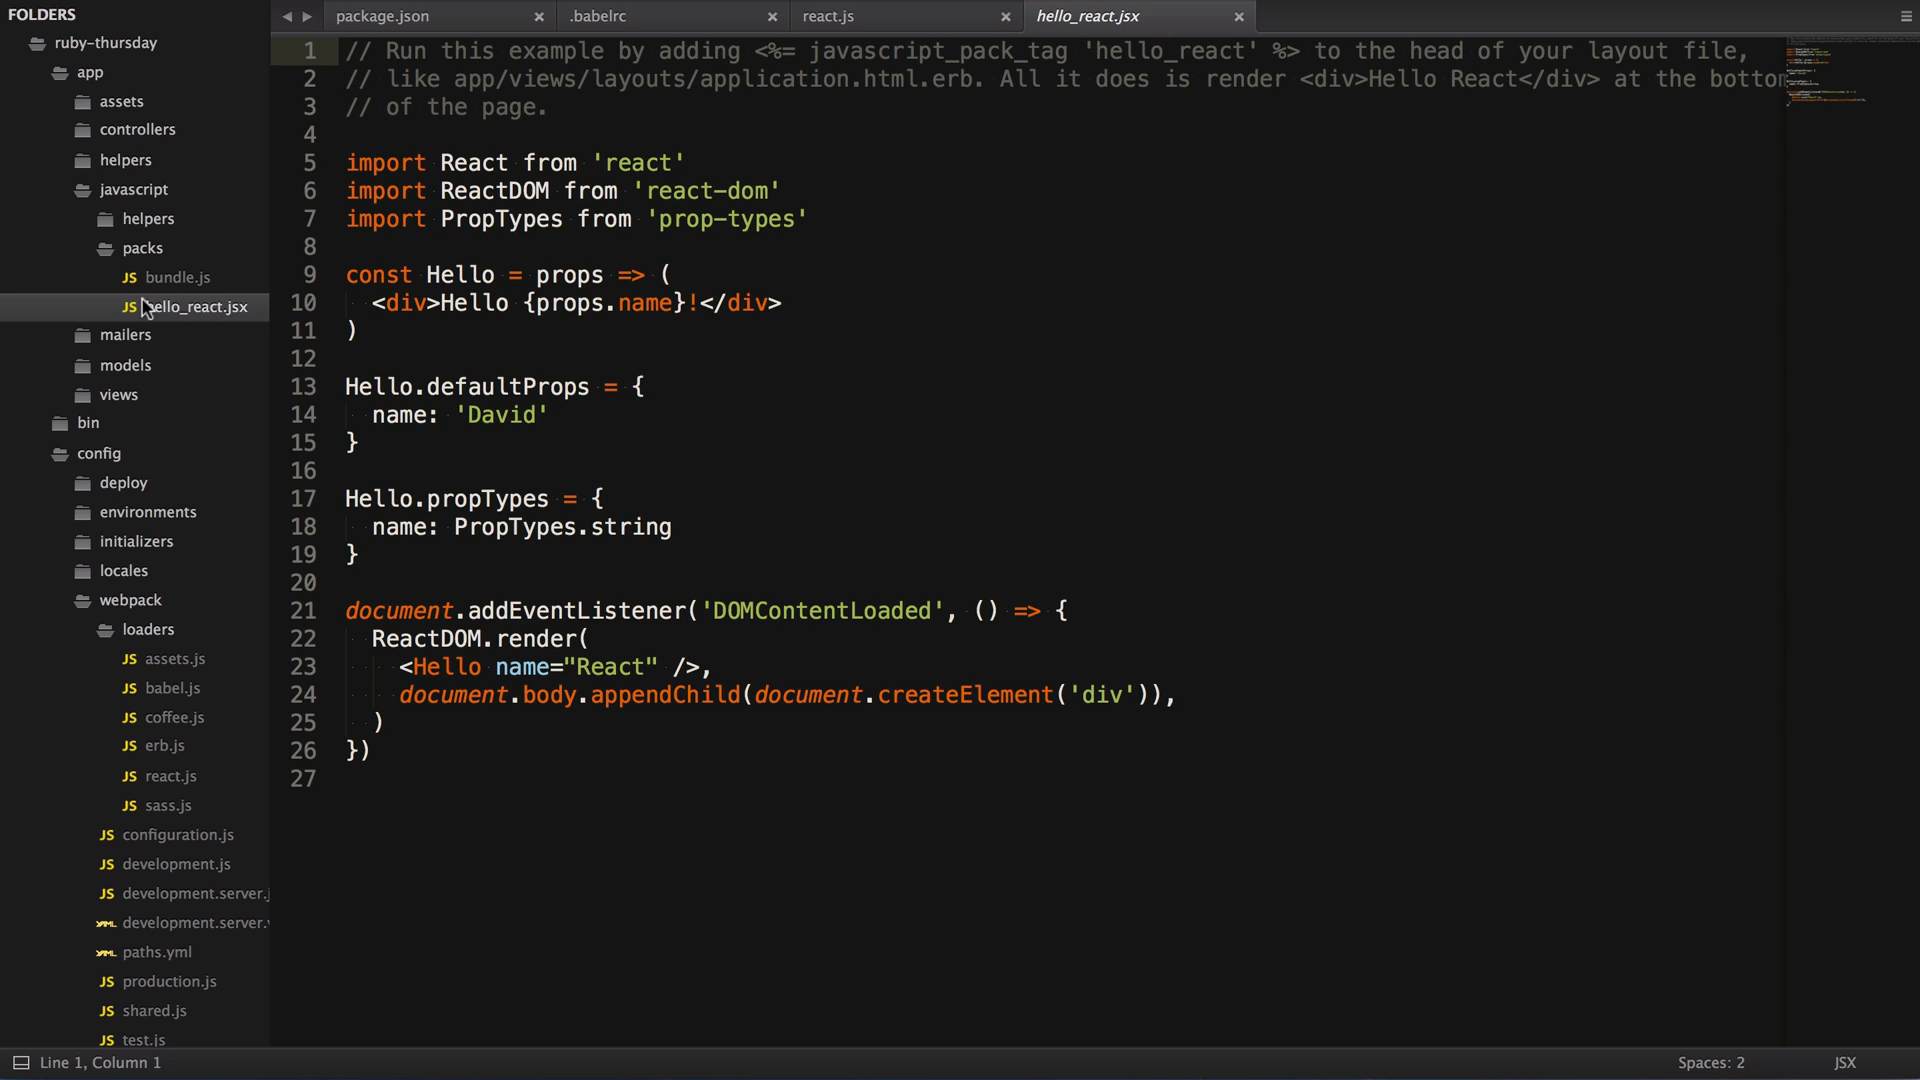 FOLDERS
ruby-thursday
app
assets
controllers
helpers
javascript
helpers
packs
JS bundle.js
JS hello_react.jsx
mailers
models
views
bin
config
deploy
environments
initializers
locales
webpack
loaders
JS assets.js
JS babel.js
JS coffee.js
JS erb.js
JS react.js
JS sass.js
JS configuration.js
JS development.js
JS development.server.j
YAML development.server.
YAML paths.yml
JS production.js
JS shared.js
JS test.js
package.json × .babelrc × react.js × hello_react.jsx ×
1 // Run this example by adding <%= javascript_pack_tag 'hello_react' %> to the head of your layout file,
2 // like app/views/layouts/application.html.erb. All it does is render <div>Hello React</div> at the bottom
3 // of the page.
4
5 import React from 'react'
6 import ReactDOM from 'react-dom'
7 import PropTypes from 'prop-types'
8
9 const Hello = props => (
10 <div>Hello {props.name}!</div>
11 )
12
13 Hello.defaultProps = {
14 name: 'David'
15 }
16
17 Hello.propTypes = {
18 name: PropTypes.string
19 }
20
21 document.addEventListener('DOMContentLoaded', () => {
22 ReactDOM.render(
23 <Hello name="React" />,
24 document.body.appendChild(document.createElement('div')),
25 )
26 })
27
Line 1, Column 1
Spaces: 2
JSX